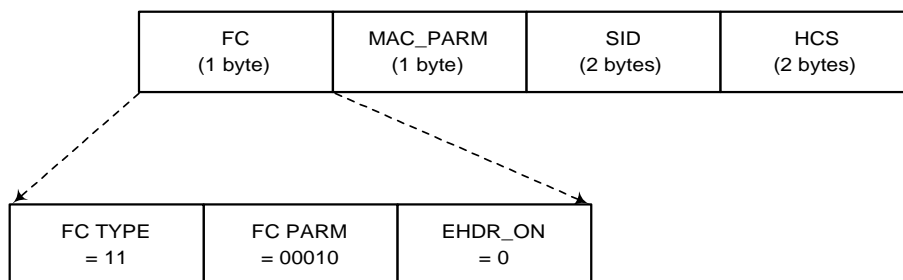 FC
(1 byte)
MAC_PARM
(1 byte)
SID
(2 bytes)
HCS
(2 bytes)
FC TYPE
= 11
FC PARM
= 00010
EHDR_ON
= 0